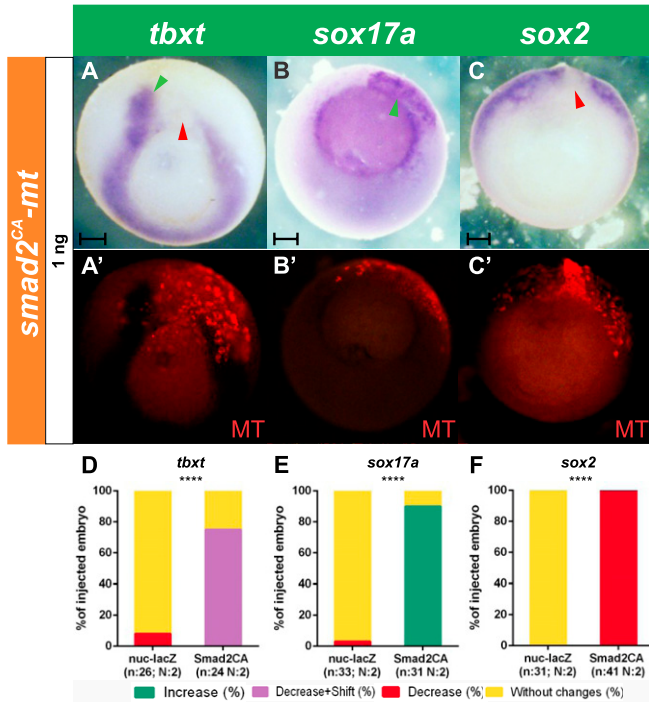 tbxt sox17a sox2
smad2CA-mt
1 ng
A B C
A' B' C'
MT MT MT
D tbxt E sox17a F sox2
**** **** ****
%of injected embryo %of injected embryo %of injected embryo
100 100 100
80 80 80
60 60 60
40 40 40
20 20 20
0 0 0
nuc-lacZ Smad2CA nuc-lacZ Smad2CA nuc-lacZ Smad2CA
(n:26; N:2) (n:24 N:2) (n:33; N:2) (n:31 N:2) (n:31; N:2) (n:41 N:2)
Increase (%) Decrease+Shift (%) Decrease (%) Without changes (%)